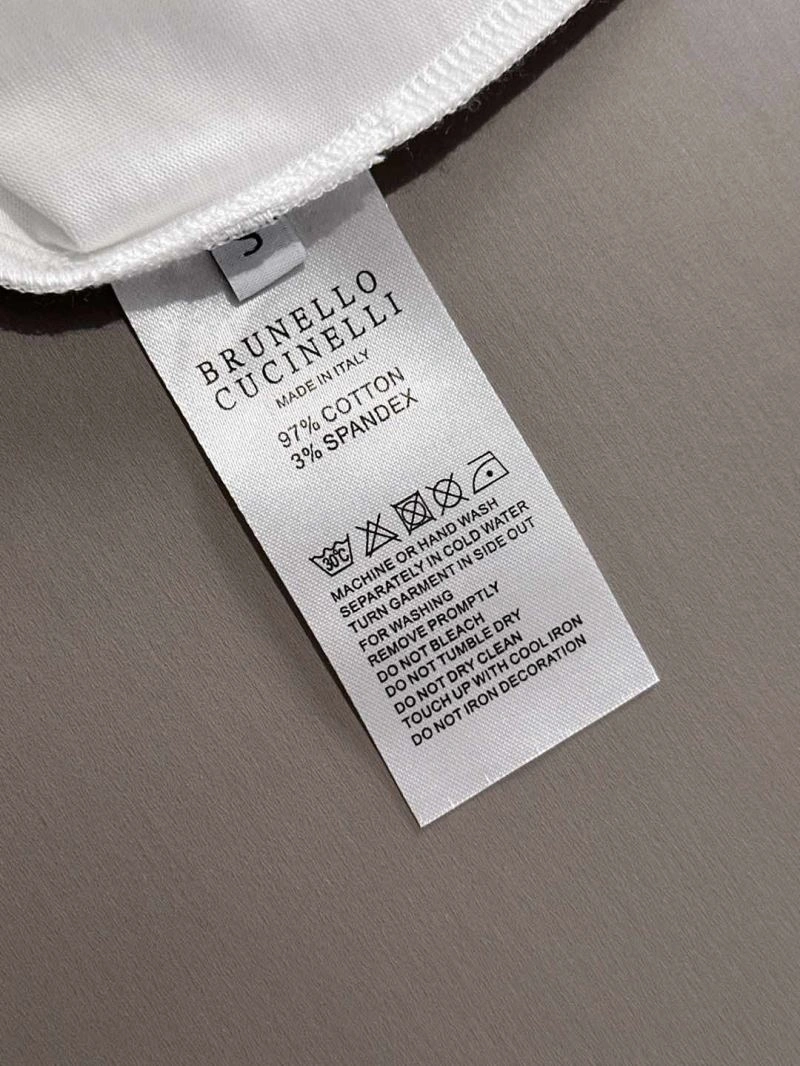 S
BRUNELLO
CUCINELLI
MADE IN ITALY
97% COTTON
3% SPANDEX
30°C
MACHINE OR HAND WASH
SEPARATELY IN COLD WATER
TURN GARMENT IN SIDE OUT
FOR WASHING
REMOVE PROMPTLY
DO NOT BLEACH
DO NOT TUMBLE DRY
DO NOT DRY CLEAN
TOUCH UP WITH COOL IRON
DO NOT IRON DECORATION